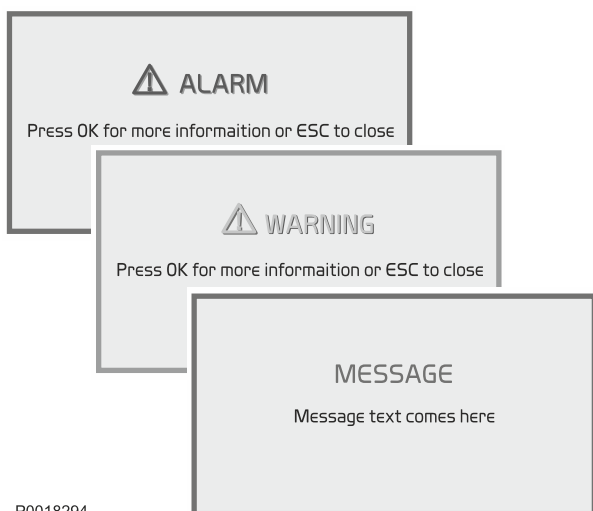 ALARM
Press OK for more informaition or ESC to close
WARNING
Press OK for more informaition or ESC to close
MESSAGE
Message text comes here